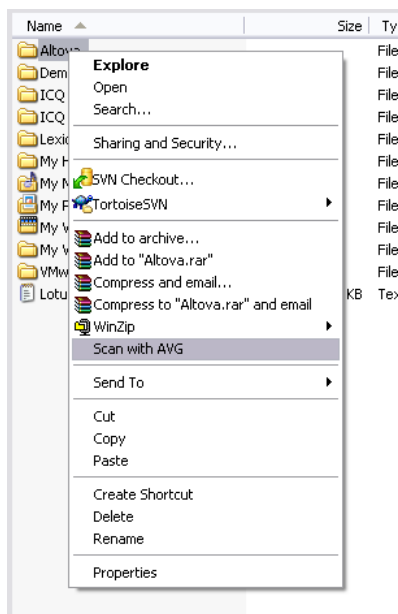 Name
Size
Ty
Altova
File
Dem
File
ICQ
File
ICQ
File
Lexic
File
My H
File
My M
File
My P
File
My V
File
My V
File
VMw
File
Lotu
KB
Tex
Explore
Open
Search...
Sharing and Security...
SVN Checkout...
TortoiseSVN
Add to archive...
Add to "Altova.rar"
Compress and email...
Compress to "Altova.rar" and email
WinZip
Scan with AVG
Send To
Cut
Copy
Paste
Create Shortcut
Delete
Rename
Properties